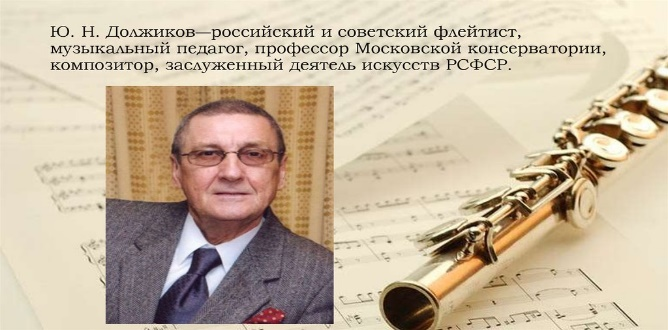 Ю. Н. Должиков—российский и советский флейтист,
музыкальный педагог, профессор Московской консерватории,
композитор, заслуженный деятель искусств РСФСР.